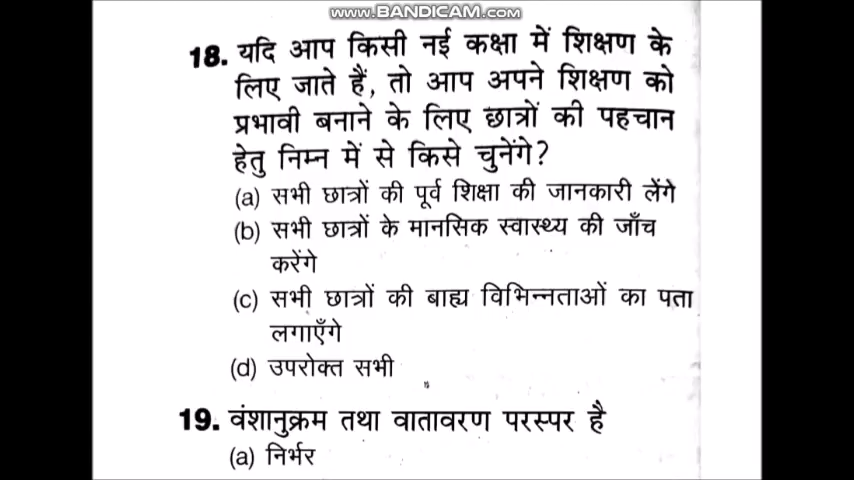 www.BANDICAM.com
18. यदि आप किसी नई कक्षा में शिक्षण के
लिए जाते हैं, तो आप अपने शिक्षण को
प्रभावी बनाने के लिए छात्रों की पहचान
हेतु निम्न में से किसे चुनेंगे?
(a) सभी छात्रों की पूर्व शिक्षा की जानकारी लेंगे
(b) सभी छात्रों के मानसिक स्वास्थ्य की जाँच
करेंगे
(c) सभी छात्रों की बाह्य विभिन्नताओं का पता
लगाएँगे
(d) उपरोक्त सभी
19. वंशानुक्रम तथा वातावरण परस्पर है
(a) निर्भर